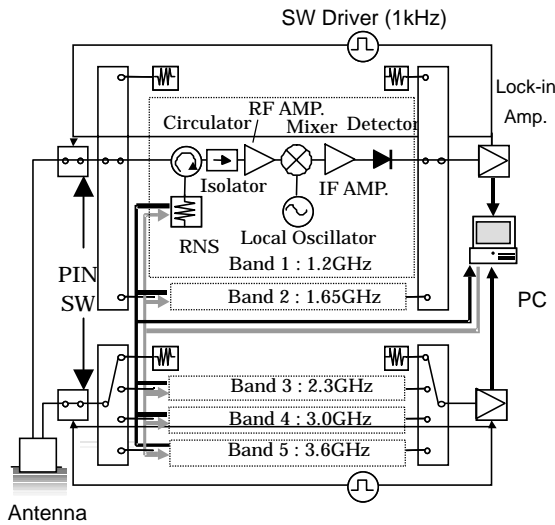 SW Driver (1kHz)
Lock-in
Amp.
RF AMP.
Circulator
Mixer
Detector
Isolator
IF AMP.
RNS
Local Oscillator
Band 1 : 1.2GHz
PIN
SW
Band 2 : 1.65GHz
PC
Band 3 : 2.3GHz
Band 4 : 3.0GHz
Band 5 : 3.6GHz
Antenna